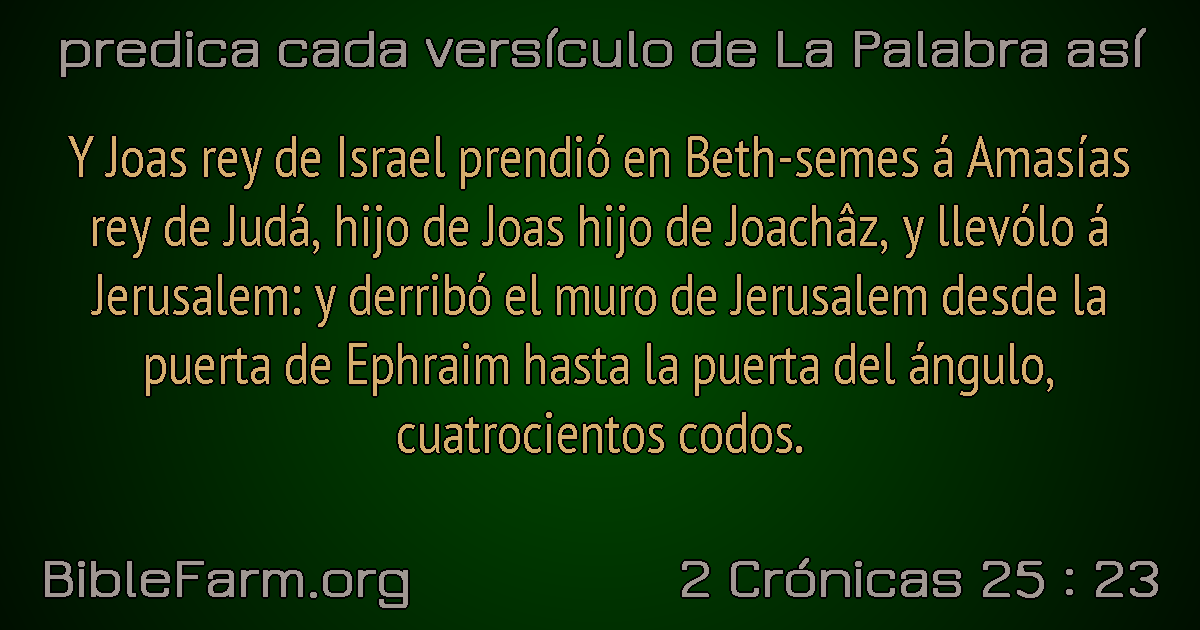 predica cada versículo de La Palabra así
Y Joas rey de Israel prendió en Beth-semes á Amasías
rey de Judá, hijo de Joas hijo de Joachâz, y llevólo á
Jerusalem: y derribó el muro de Jerusalem desde la
puerta de Ephraim hasta la puerta del ángulo,
cuatrocientos codos.
BibleFarm.org
2 Crónicas 25 : 23